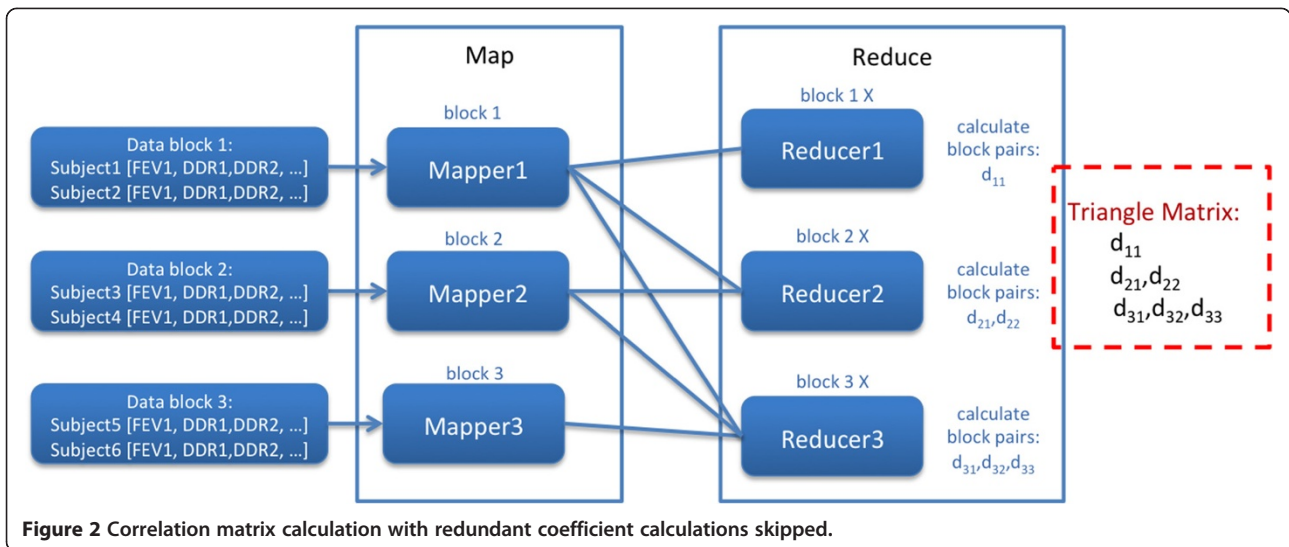 Map
Reduce
block 1
block 1 X
Data block 1:
Subject1 [FEV1, DDR1,DDR2, ...]
Subject2 [FEV1, DDR1,DDR2, ...]
Mapper1
Reducer1
calculate
block pairs:
d11
block 2
block 2 X
Data block 2:
Subject3 [FEV1, DDR1,DDR2, ...]
Subject4 [FEV1, DDR1,DDR2, ...]
Mapper2
Reducer2
calculate
block pairs:
d21,d22
block 3
block 3 X
Data block 3:
Subject5 [FEV1, DDR1,DDR2, ...]
Subject6 [FEV1, DDR1,DDR2, ...]
Mapper3
Reducer3
calculate
block pairs:
d31,d32,d33
Triangle Matrix:
d11
d21,d22
d31,d32,d33
Figure 2 Correlation matrix calculation with redundant coefficient calculations skipped.